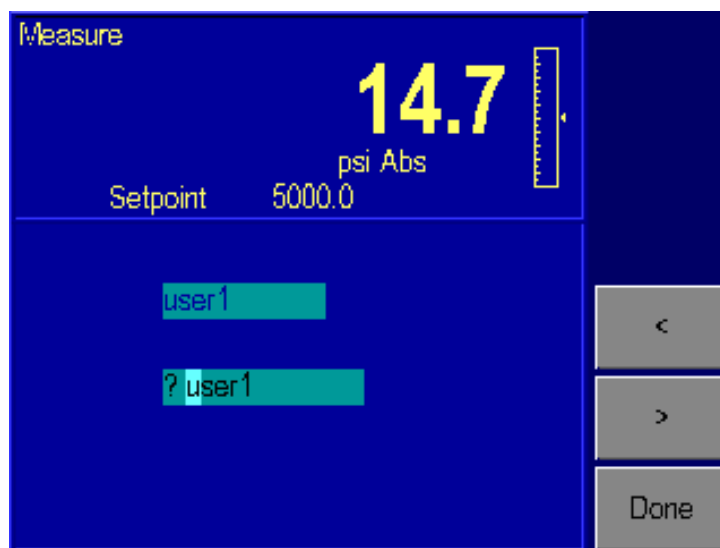 Measure
14.7
psi Abs
Setpoint 5000.0
user1
<
? user1
>
Done